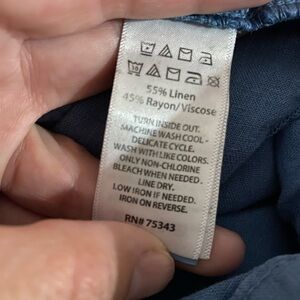 30
55% Linen
45% Rayon/Viscose
TURN INSIDE OUT.
MACHINE WASH COOL -
DELICATE CYCLE.
WASH WITH LIKE COLORS.
ONLY NON-CHLORINE
BLEACH WHEN NEEDED.
LINE DRY.
LOW IRON IF NEEDED.
IRON ON REVERSE.
RN# 75343